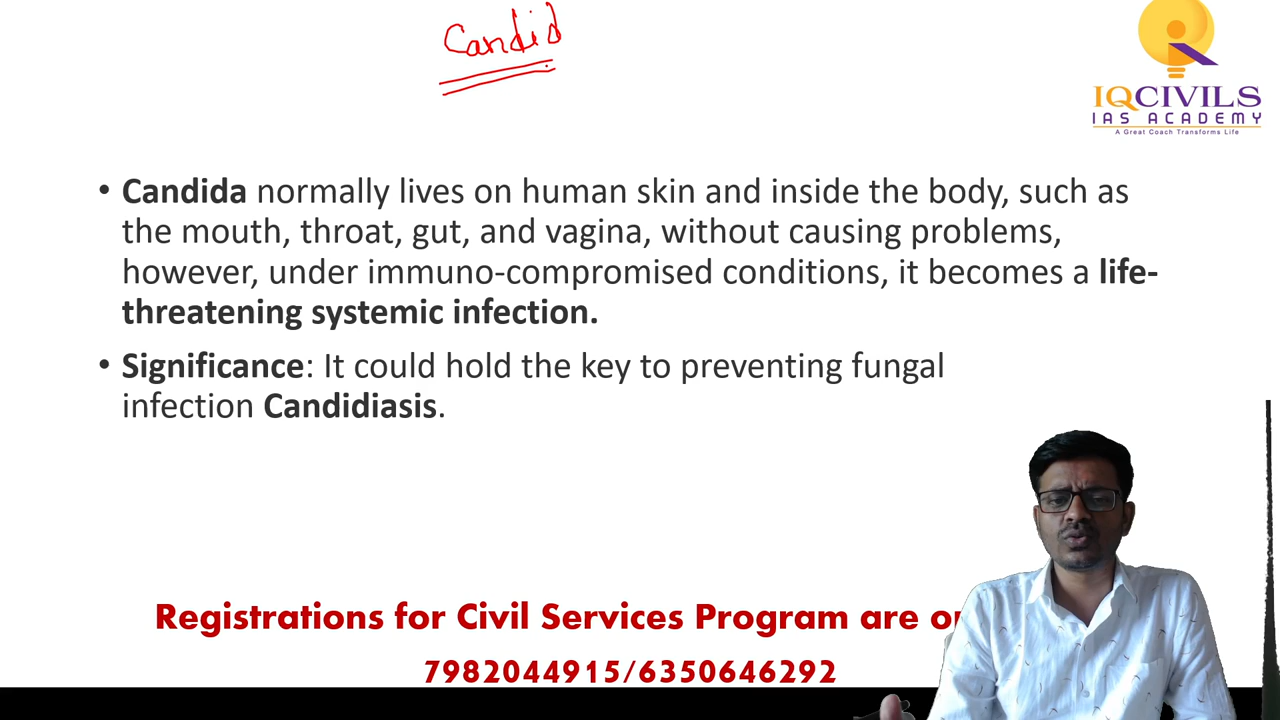 Candid
IQCIVILS
IAS ACADEMY
A Great Coach Transforms Life
• Candida normally lives on human skin and inside the body, such as
the mouth, throat, gut, and vagina, without causing problems,
however, under immuno-compromised conditions, it becomes a life-
threatening systemic infection.
• Significance: It could hold the key to preventing fungal
infection Candidiasis.
Registrations for Civil Services Program are
7982044915/6350646292